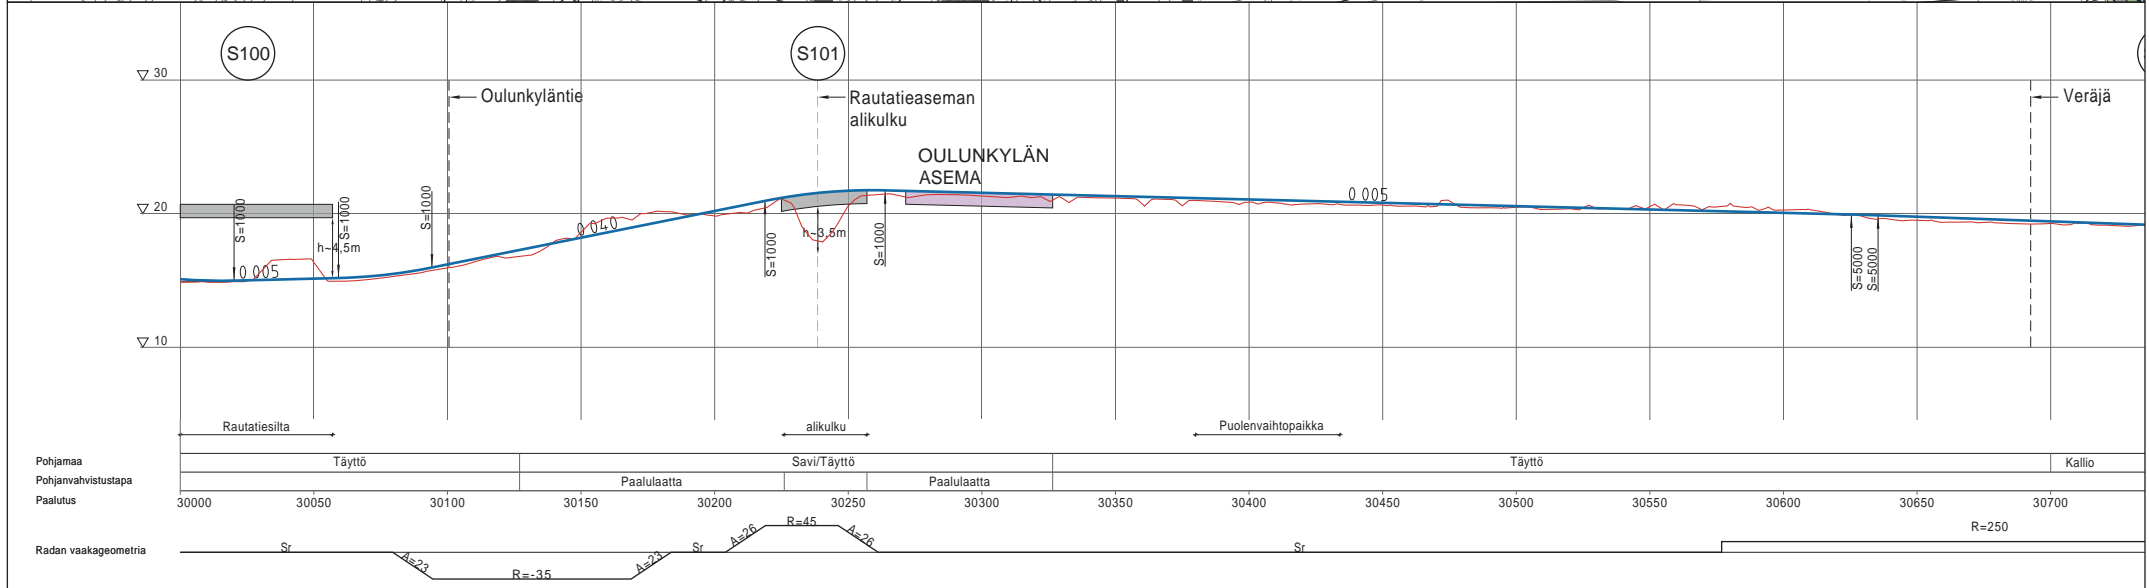 S100
S101
30
20
10
Oulunkyläntie
Rautatieaseman
alikulku
Veräjä
OULUNKYLÄN
ASEMA
S=1000
S=1000
S=1000
S=1000
S=1000
S=5000
S=5000
h~4,5m
h~3,5m
0 005
0 040
0 005
Rautatiesilta
alikulku
Puolenvaihtopaikka
Pohjamaa
Täyttö
Savi/Täyttö
Täyttö
Kallio
Pohjanvahvistustapa
Paalulaatta
Paalulaatta
Paalutus
30000 30050 30100 30150 30200 30250 30300 30350 30400 30450 30500 30550 30600 30650 30700
Radan vaakageometria
Sr
A=23
R=-35
A=23
Sr
A=26
R=45
A=26
Sr
R=250